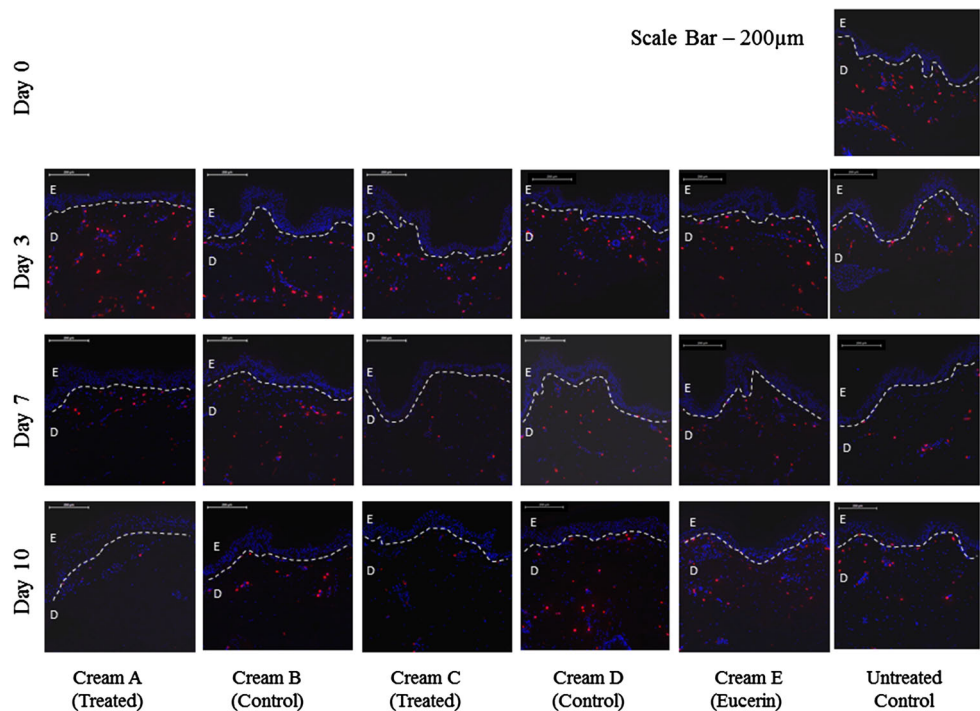 Scale Bar – 200µm
Day 0
E
D
Day 3
E
D
E
D
E
D
E
D
E
D
E
D
Day 7
E
D
E
D
E
D
E
D
E
D
E
D
Day 10
E
D
E
D
E
D
E
D
E
D
E
D
Cream A
(Treated)
Cream B
(Control)
Cream C
(Treated)
Cream D
(Control)
Cream E
(Eucerin)
Untreated
Control